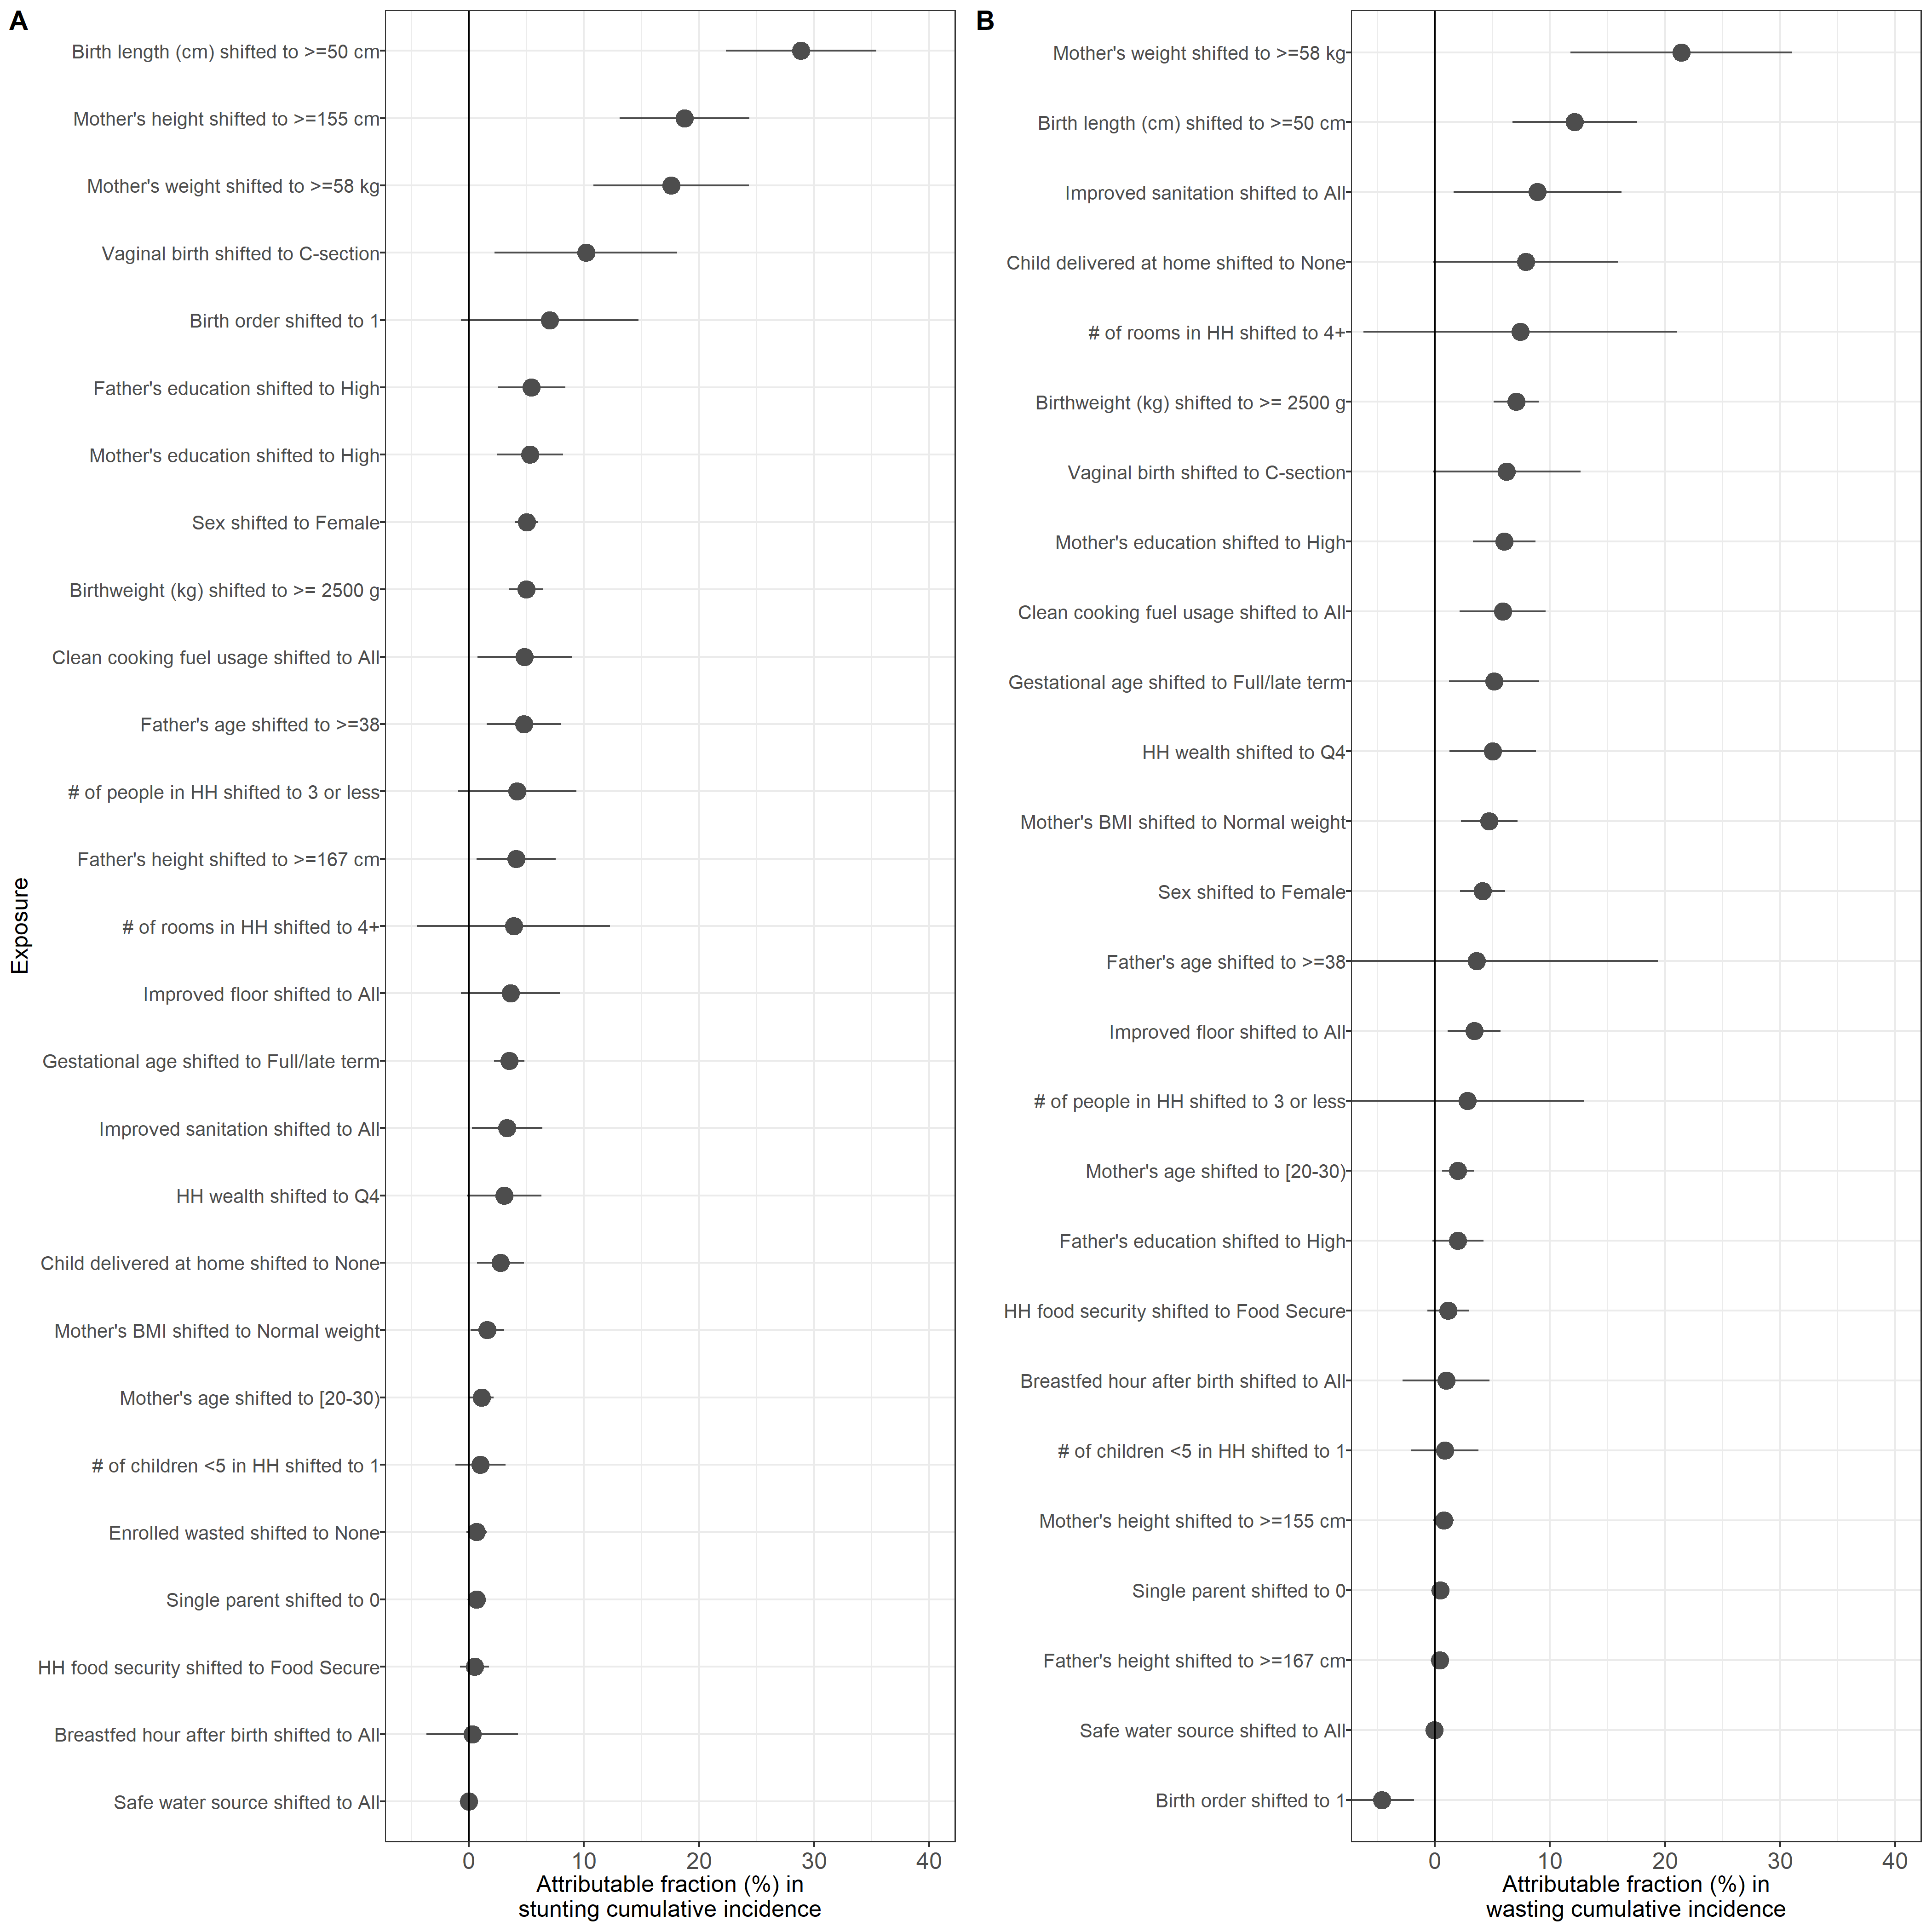 A
Birth length (cm) shifted to >=50 cm
Mother's height shifted to >=155 cm
Mother's weight shifted to >=58 kg
Vaginal birth shifted to C-section
Birth order shifted to 1
Father's education shifted to High
Mother's education shifted to High
Sex shifted to Female
Birthweight (kg) shifted to >= 2500 g
Clean cooking fuel usage shifted to All
Father's age shifted to >=38
# of people in HH shifted to 3 or less
Father's height shifted to >=167 cm
# of rooms in HH shifted to 4+
Improved floor shifted to All
Gestational age shifted to Full/late term
Improved sanitation shifted to All
HH wealth shifted to Q4
Child delivered at home shifted to None
Mother's BMI shifted to Normal weight
Mother's age shifted to [20-30)
# of children <5 in HH shifted to 1
Enrolled wasted shifted to None
Single parent shifted to 0
HH food security shifted to Food Secure
Breastfed hour after birth shifted to All
Safe water source shifted to All
Exposure
0 10 20 30 40
Attributable fraction (%) in
stunting cumulative incidence
B
Mother's weight shifted to >=58 kg
Birth length (cm) shifted to >=50 cm
Improved sanitation shifted to All
Child delivered at home shifted to None
# of rooms in HH shifted to 4+
Birthweight (kg) shifted to >= 2500 g
Vaginal birth shifted to C-section
Mother's education shifted to High
Clean cooking fuel usage shifted to All
Gestational age shifted to Full/late term
HH wealth shifted to Q4
Mother's BMI shifted to Normal weight
Sex shifted to Female
Father's age shifted to >=38
Improved floor shifted to All
# of people in HH shifted to 3 or less
Mother's age shifted to [20-30)
Father's education shifted to High
HH food security shifted to Food Secure
Breastfed hour after birth shifted to All
# of children <5 in HH shifted to 1
Mother's height shifted to >=155 cm
Single parent shifted to 0
Father's height shifted to >=167 cm
Safe water source shifted to All
Birth order shifted to 1
0 10 20 30 40
Attributable fraction (%) in
wasting cumulative incidence